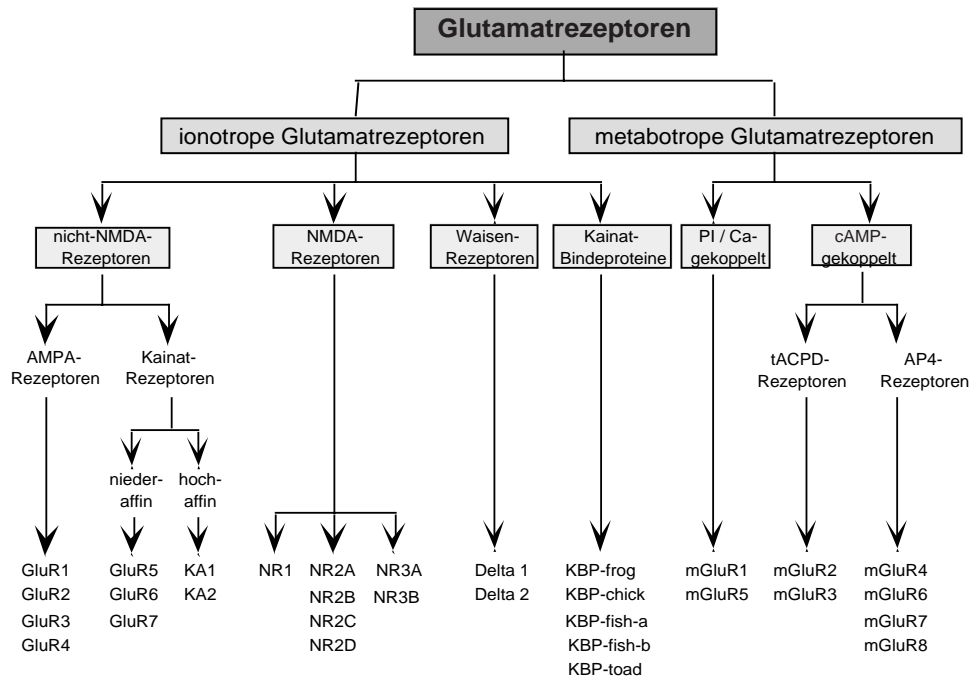 Glutamatrezeptoren
ionotrope Glutamatrezeptoren
metabotrope Glutamatrezeptoren
nicht-NMDA-
Rezeptoren
NMDA-
Rezeptoren
Waisen-
Rezeptoren
Kainat-
Bindeproteine
PI / Ca-
gekoppelt
cAMP-
gekoppelt
AMPA-
Rezeptoren
Kainat-
Rezeptoren
tACPD-
Rezeptoren
AP4-
Rezeptoren
nieder-
affin
hoch-
affin
GluR1
GluR2
GluR3
GluR4
GluR5
GluR6
GluR7
KA1
KA2
NR1
NR2A
NR2B
NR2C
NR2D
NR3A
NR3B
Delta 1
Delta 2
KBP-frog
KBP-chick
KBP-fish-a
KBP-fish-b
KBP-toad
mGluR1
mGluR5
mGluR2
mGluR3
mGluR4
mGluR6
mGluR7
mGluR8